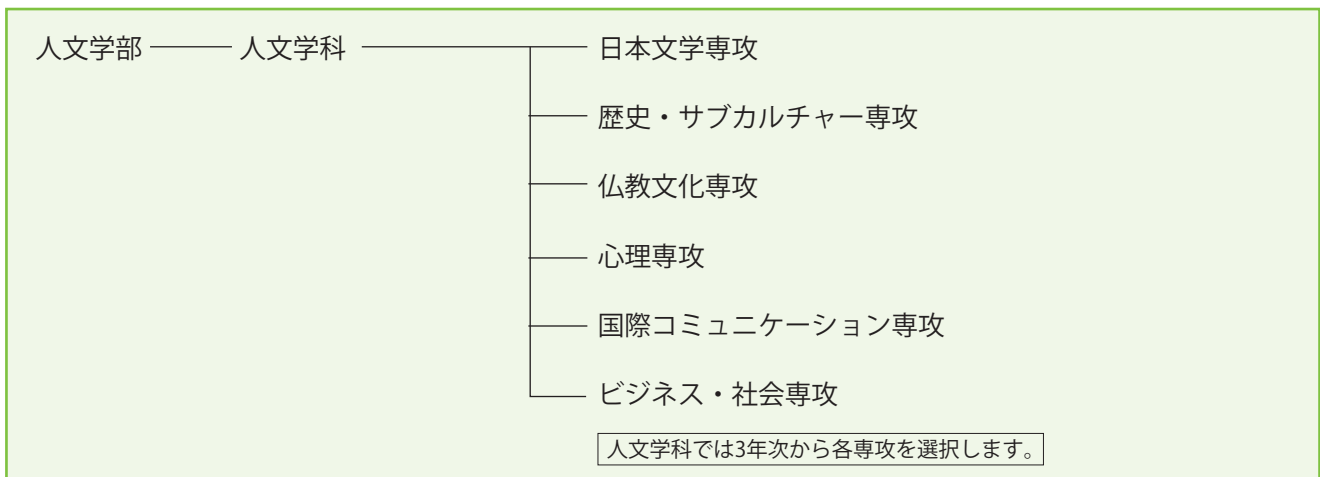 人文学部 人文学科 日本文学専攻
歴史・サブカルチャー専攻
仏教文化専攻
心理専攻
国際コミュニケーション専攻
ビジネス・社会専攻
人文学科では3年次から各専攻を選択します。